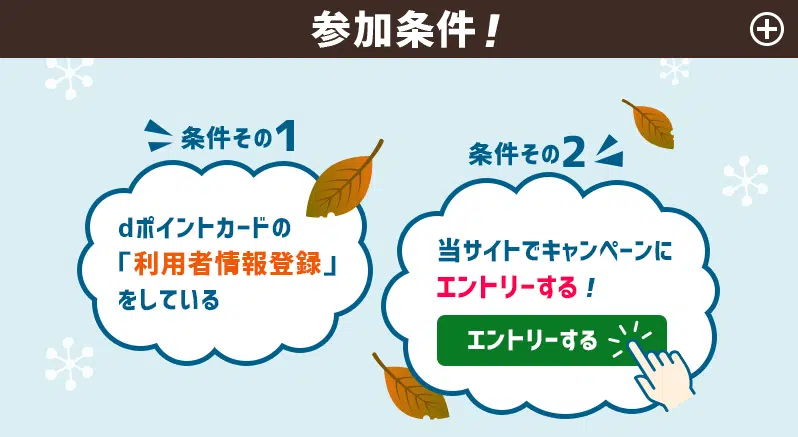 参加条件!
条件その1
dポイントカードの
「利用者情報登録」
をしている
条件その2
当サイトでキャンペーンに
エントリーする!
エントリーする